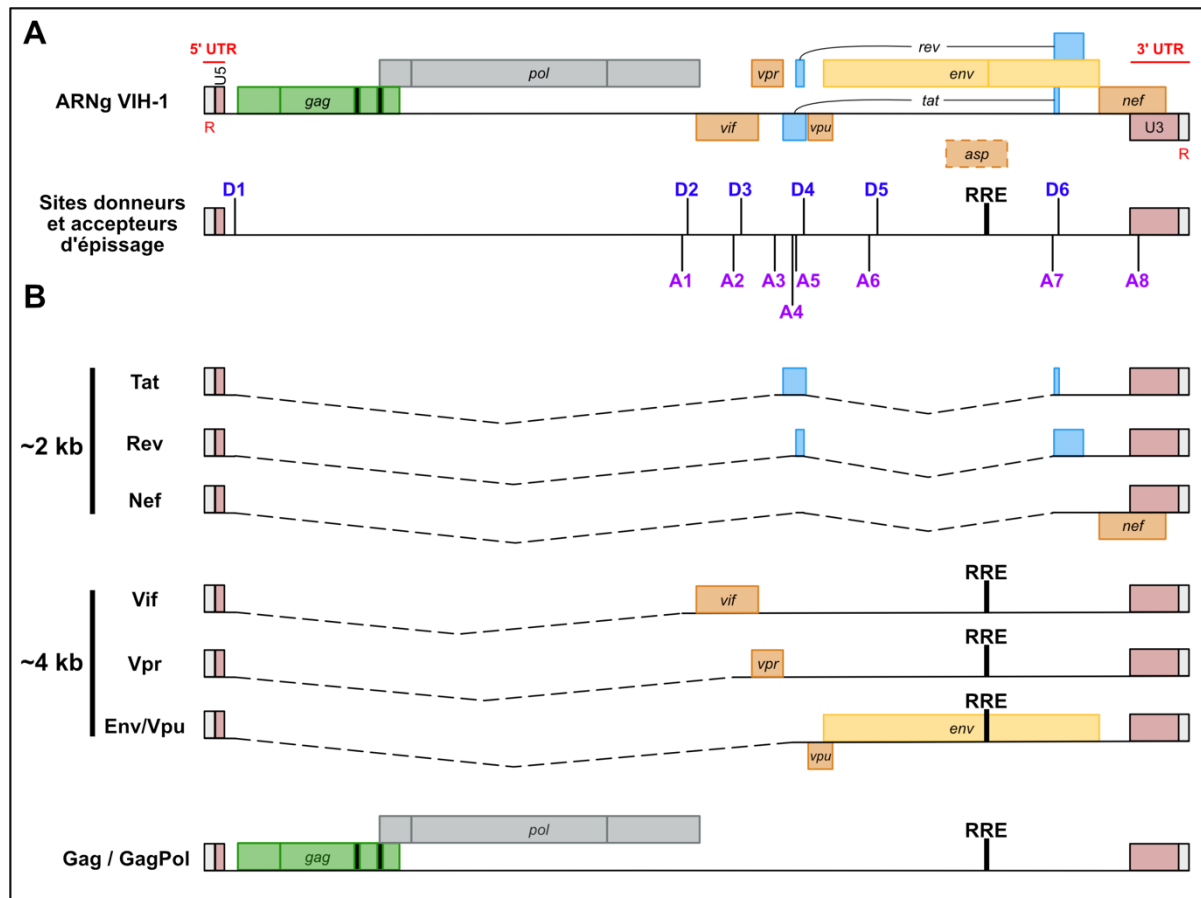 A
5' UTR
U5
3' UTR
rev
vpr
pol
env
ARNg VIH-1
gag
tat
nef
R
vif
vpu
U3
R
asp
D1
D2
D3
D4
D5
RRE
D6
Sites donneurs
et accepteurs
d'épissage
A1
A2
A3
A5
A6
A7
A8
A4
B
~2 kb
Tat
Rev
Nef
nef
~4 kb
Vif
vif
RRE
Vpr
vpr
RRE
Env/Vpu
RRE
env
vpu
Gag / GagPol
pol
gag
RRE